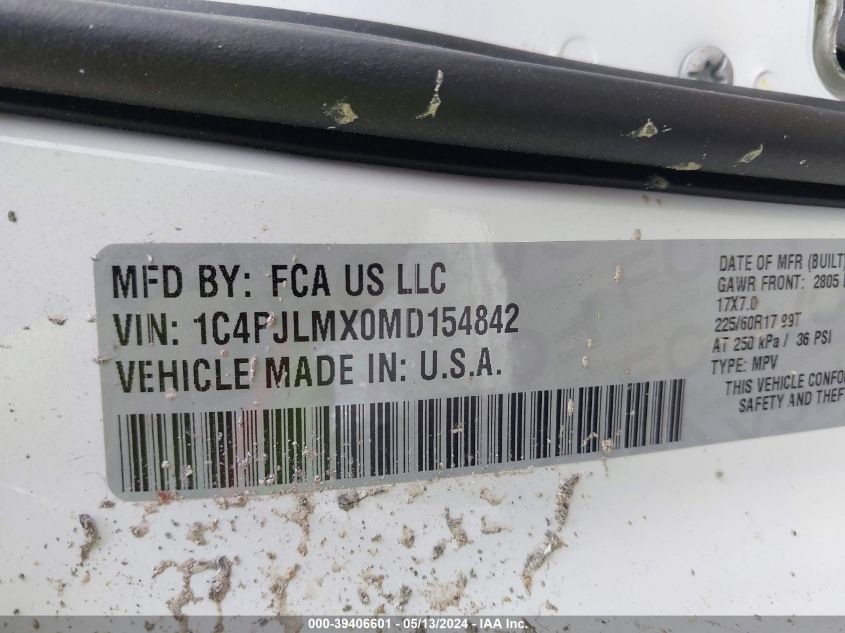 MFD BY: FCA US LLC
VIN: 1C4PJLMX0MD154842
VEHICLE MADE IN: U.S.A.
DATE OF MFR (BUILT)
GAWR FRONT: 2805
17X7.0
225/60R17 99T
AT 250 kPa / 36 PSI
TYPE: MPV
THIS VEHICLE CONFO
SAFETY AND THEF
000-39406601 - 05/13/2024 - IAA Inc.